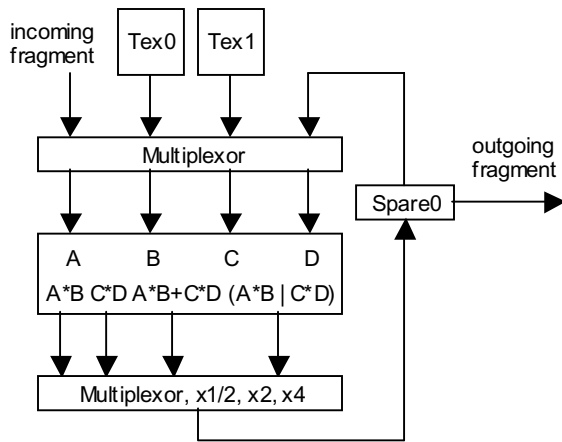 incoming
fragment
Tex0
Tex1
Multiplexor
outgoing
fragment
Spare0
A B C D
A*B C*D A*B+C*D (A*B | C*D)
Multiplexor, x1/2, x2, x4